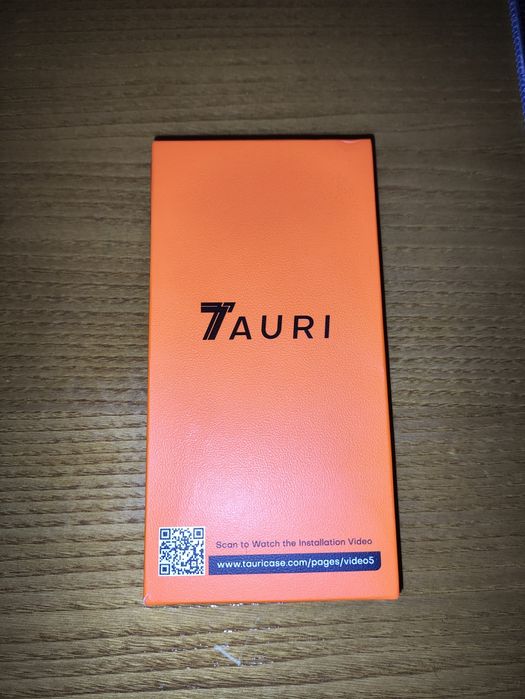 TAURI
Scan to Watch the Installation Video
www.tauricase.com/pages/video5